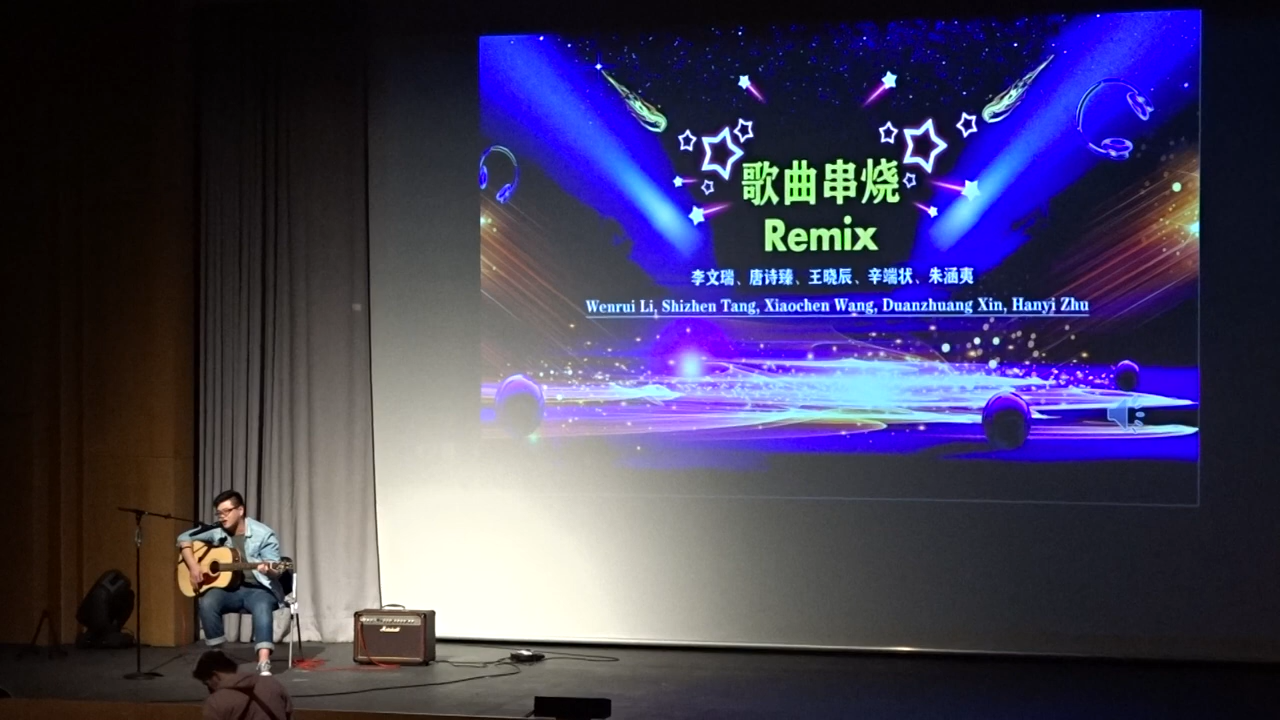 歌曲串烧
Remix
李文瑞、唐诗臻、王晓辰、辛端状、朱涵夷
Wenrui Li, Shizhen Tang, Xiaochen Wang, Duanzhuang Xin, Hanyi Zhu
Marshall